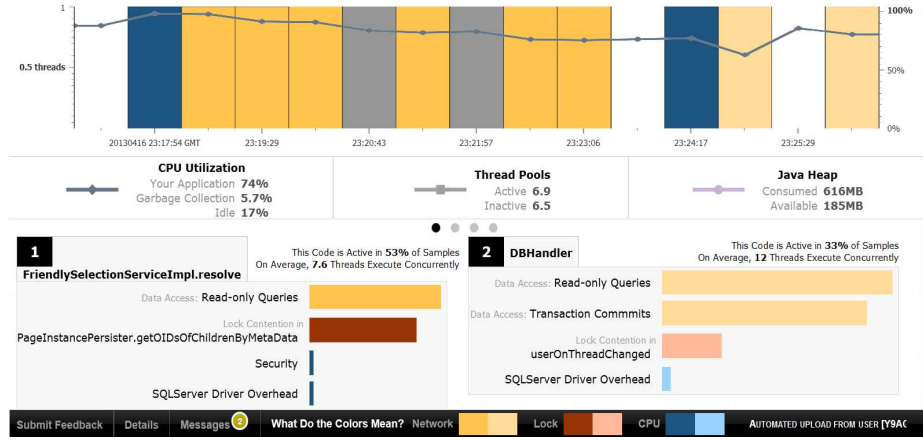 1
100%
0.5 threads
50%
0%
20130416 23:17:54 GMT
23:19:29
23:20:43
23:21:57
23:23:06
23:24:17
23:25:29
CPU Utilization
Your Application 74%
Garbage Collection 5.7%
Idle 17%
Thread Pools
Active 6.9
Inactive 6.5
Java Heap
Consumed 616MB
Available 185MB
1
FriendlySelectionServiceImpl.resolve
This Code is Active in 53% of Samples
On Average, 7.6 Threads Execute Concurrently
Data Access: Read-only Queries
Lock Contention in
PageInstancePersister.getOIDsOfChildrenByMetaData
Security
SQLServer Driver Overhead
2 DBHandler
This Code is Active in 33% of Samples
On Average, 12 Threads Execute Concurrently
Data Access: Read-only Queries
Data Access: Transaction Commmits
Lock Contention in
userOnThreadChanged
SQLServer Driver Overhead
Submit Feedback
Details
Messages 2
What Do the Colors Mean? Network
Lock
CPU
AUTOMATED UPLOAD FROM USER [Y9AC